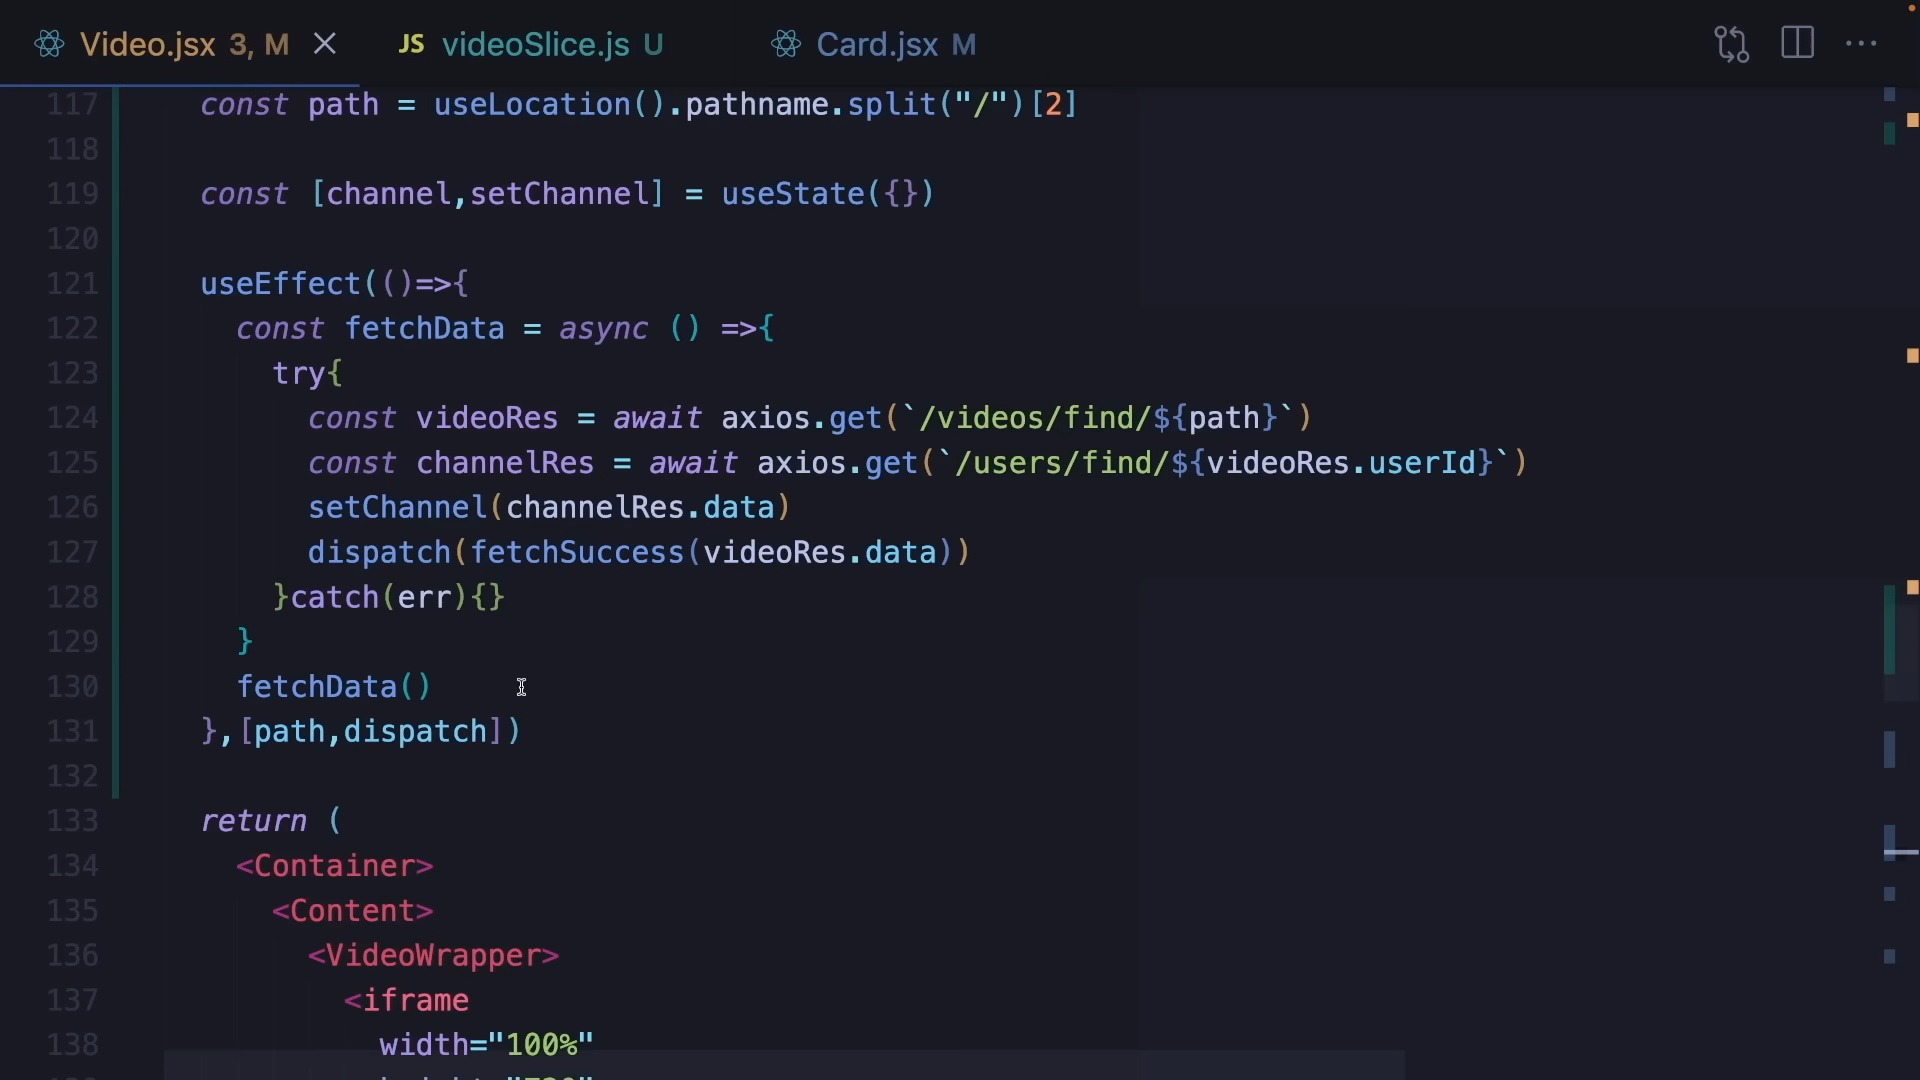 Video.jsx 3, M JS videoSlice.js U Card.jsx M
117 const path = useLocation().pathname.split("/")[2]
118
119 const [channel,setChannel] = useState({})
120
121 useEffect(()=>{
122 const fetchData = async () =>{
123 try{
124 const videoRes = await axios.get(`/videos/find/${path}`)
125 const channelRes = await axios.get(`/users/find/${videoRes.userId}`)
126 setChannel(channelRes.data)
127 dispatch(fetchSuccess(videoRes.data))
128 }catch(err){}
129 }
130 fetchData()
131 },[path,dispatch])
132
133 return (
134 <Container>
135 <Content>
136 <VideoWrapper>
137 <iframe
138 width="100%"